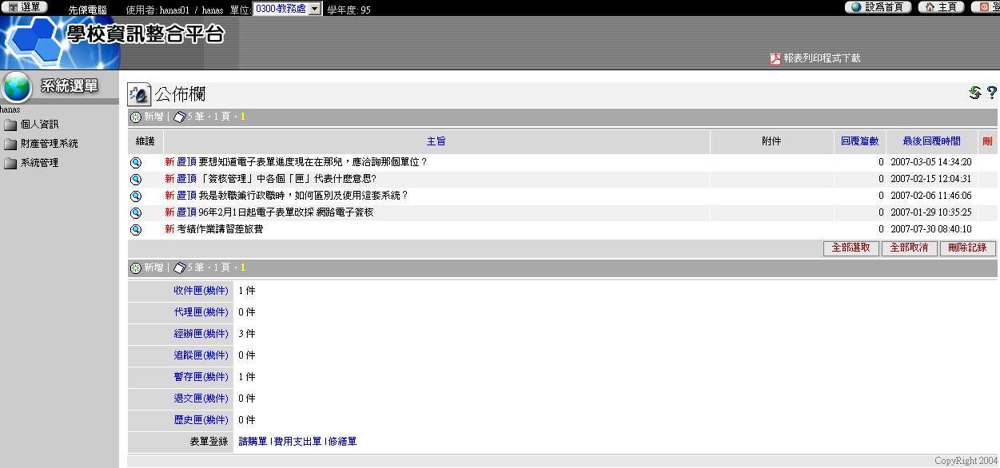 選單 先傑電腦 使用者: hanas01 / hanas 單位: 0300-教務處 學年度: 95 設為首頁 主頁
學校資訊整合平台
報表列印程式下載
系統選單
hanas
個人資訊
財產管理系統
系統管理
公佈欄
新增 | 5 筆 · 1 頁 · 1
維護 主旨 附件 回覆篇數 最後回覆時間 刪
新 置頂 要想知道電子表單進度現在在那兒，應洽詢那個單位？ 0 2007-03-05 14:34:20
新 置頂 「簽核管理」中各個「匣」代表什麼意思? 0 2007-02-15 12:04:31
新 置頂 我是教職兼行政職時，如何區別及使用這套系統？ 0 2007-02-06 11:46:06
新 置頂 96年2月1日起電子表單改採 網路電子簽核 0 2007-01-29 10:35:25
新 考績作業講習差旅費 0 2007-07-30 08:40:10
全部選取 全部取消 刪除記錄
新增 | 5 筆 · 1 頁 · 1
收件匣(幾件) 1 件
代理匣(幾件) 0 件
經辦匣(幾件) 3 件
追蹤匣(幾件) 0 件
暫存匣(幾件) 1 件
退文匣(幾件) 0 件
歷史匣(幾件) 0 件
表單登錄 請購單 | 費用支出單 | 修繕單
CopyRight 2004